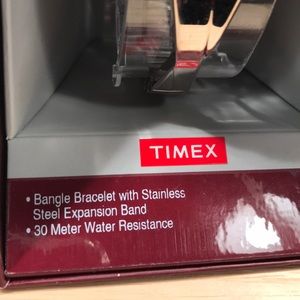 TIMEX
• Bangle Bracelet with Stainless
Steel Expansion Band
• 30 Meter Water Resistance